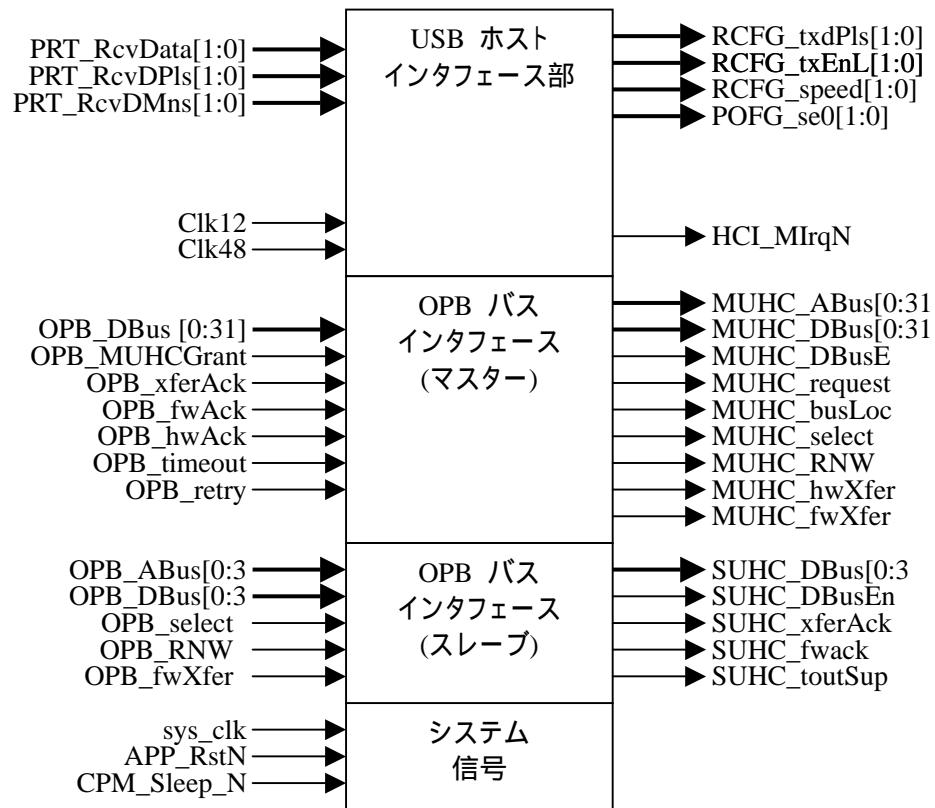 USB ホスト
インタフェース部
PRT_RcvData[1:0]
PRT_RcvDPls[1:0]
PRT_RcvDMns[1:0]
Clk12
Clk48
RCFG_txdPls[1:0]
RCFG_txEnL[1:0]
RCFG_speed[1:0]
POFG_se0[1:0]
HCI_MIrqN
OPB バス
インタフェース
(マスター)
OPB_DBus [0:31]
OPB_MUHCGrant
OPB_xferAck
OPB_fwAck
OPB_hwAck
OPB_timeout
OPB_retry
MUHC_ABus[0:31
MUHC_DBus[0:31
MUHC_DBusE
MUHC_request
MUHC_busLoc
MUHC_select
MUHC_RNW
MUHC_hwXfer
MUHC_fwXfer
OPB バス
インタフェース
(スレーブ)
OPB_ABus[0:3
OPB_DBus[0:3
OPB_select
OPB_RNW
OPB_fwXfer
SUHC_DBus[0:3
SUHC_DBusEn
SUHC_xferAck
SUHC_fwack
SUHC_toutSup
システム
信号
sys_clk
APP_RstN
CPM_Sleep_N